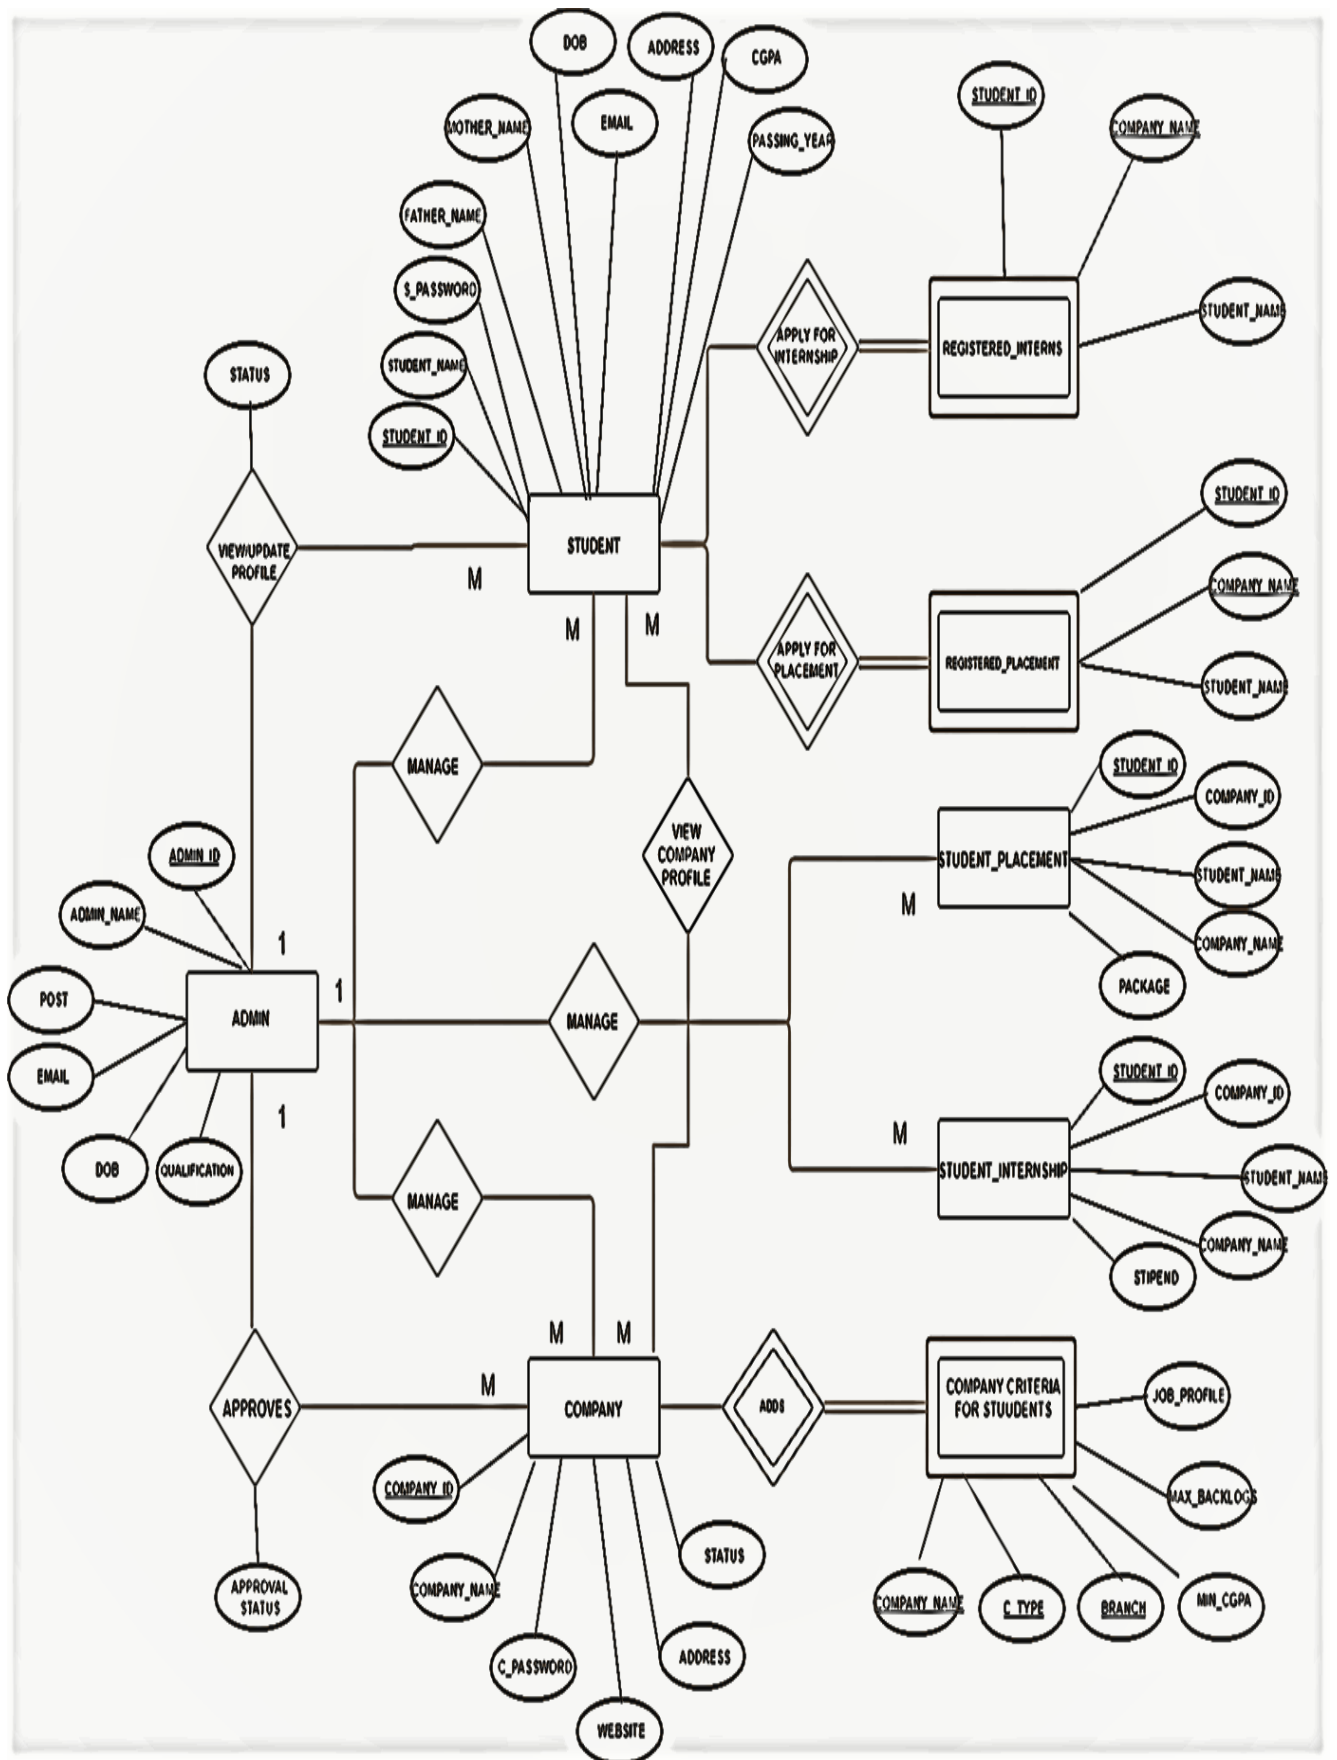 DOB
ADDRESS
CGPA
MOTHER_NAME
EMAIL
PASSING_YEAR
STUDENT_ID
COMPANY_NAME
FATHER_NAME
S_PASSWORD
STUDENT_NAME
STUDENT_ID
STATUS
APPLY FOR
INTERNSHIP
REGISTERED_INTERNS
STUDENT_NAME
VIEW/UPDATE
PROFILE
STUDENT
M
M
M
APPLY FOR
PLACEMENT
REGISTERED_PLACEMENT
STUDENT_ID
COMPANY_NAME
STUDENT_NAME
MANAGE
VIEW
COMPANY
PROFILE
STUDENT_PLACEMENT
M
STUDENT_ID
COMPANY_ID
STUDENT_NAME
COMPANY_NAME
PACKAGE
ADMIN_ID
ADMIN_NAME
POST
EMAIL
DOB
QUALIFICATION
ADMIN
1
1
1
MANAGE
M
STUDENT_INTERNSHIP
STUDENT_ID
COMPANY_ID
STUDENT_NAME
COMPANY_NAME
STIPEND
MANAGE
M
M
M
APPROVES
APPROVAL
STATUS
COMPANY
COMPANY_ID
COMPANY_NAME
C_PASSWORD
WEBSITE
ADDRESS
STATUS
ADDS
COMPANY CRITERIA
FOR STUUDENTS
JOB_PROFILE
MAX_BACKLOGS
MIN_CGPA
BRANCH
C_TYPE
COMPANY_NAME